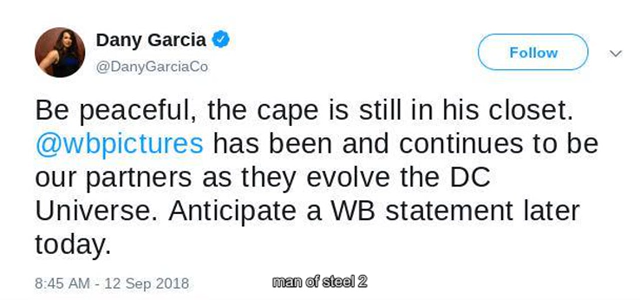 Dany Garcia
@DanyGarciaCo
Follow
Be peaceful, the cape is still in his closet.
@wbpictures has been and continues to be
our partners as they evolve the DC
Universe. Anticipate a WB statement later
today.
8:45 AM - 12 Sep 2018
man of steel 2